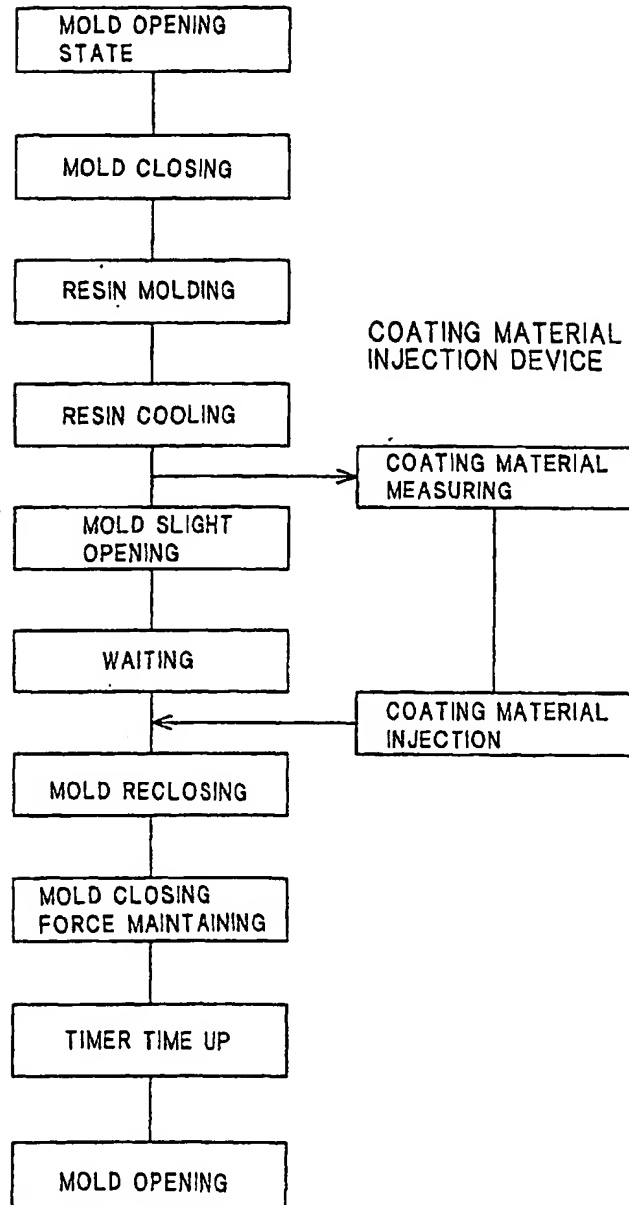 MOLD OPENING
STATE
MOLD CLOSING
RESIN MOLDING
RESIN COOLING
COATING MATERIAL
INJECTION DEVICE
COATING MATERIAL
MEASURING
MOLD SLIGHT
OPENING
WAITING
COATING MATERIAL
INJECTION
MOLD RECLOSING
MOLD CLOSING
FORCE MAINTAINING
TIMER TIME UP
MOLD OPENING